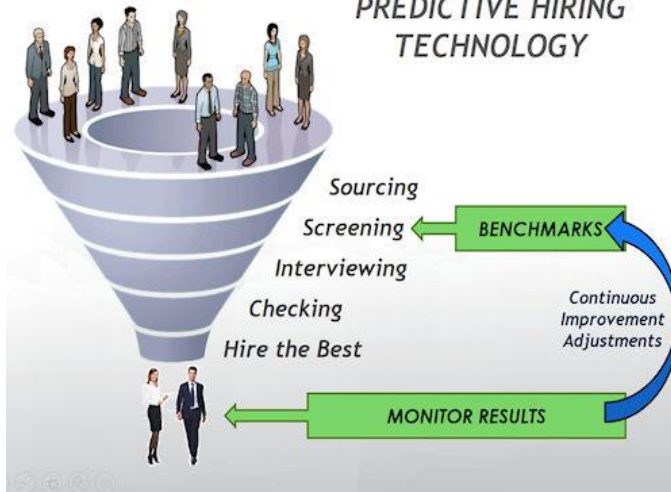 PREDICTIVE HIRING
TECHNOLOGY
Sourcing
Screening
BENCHMARKS
Interviewing
Checking
Hire the Best
Continuous
Improvement
Adjustments
MONITOR RESULTS